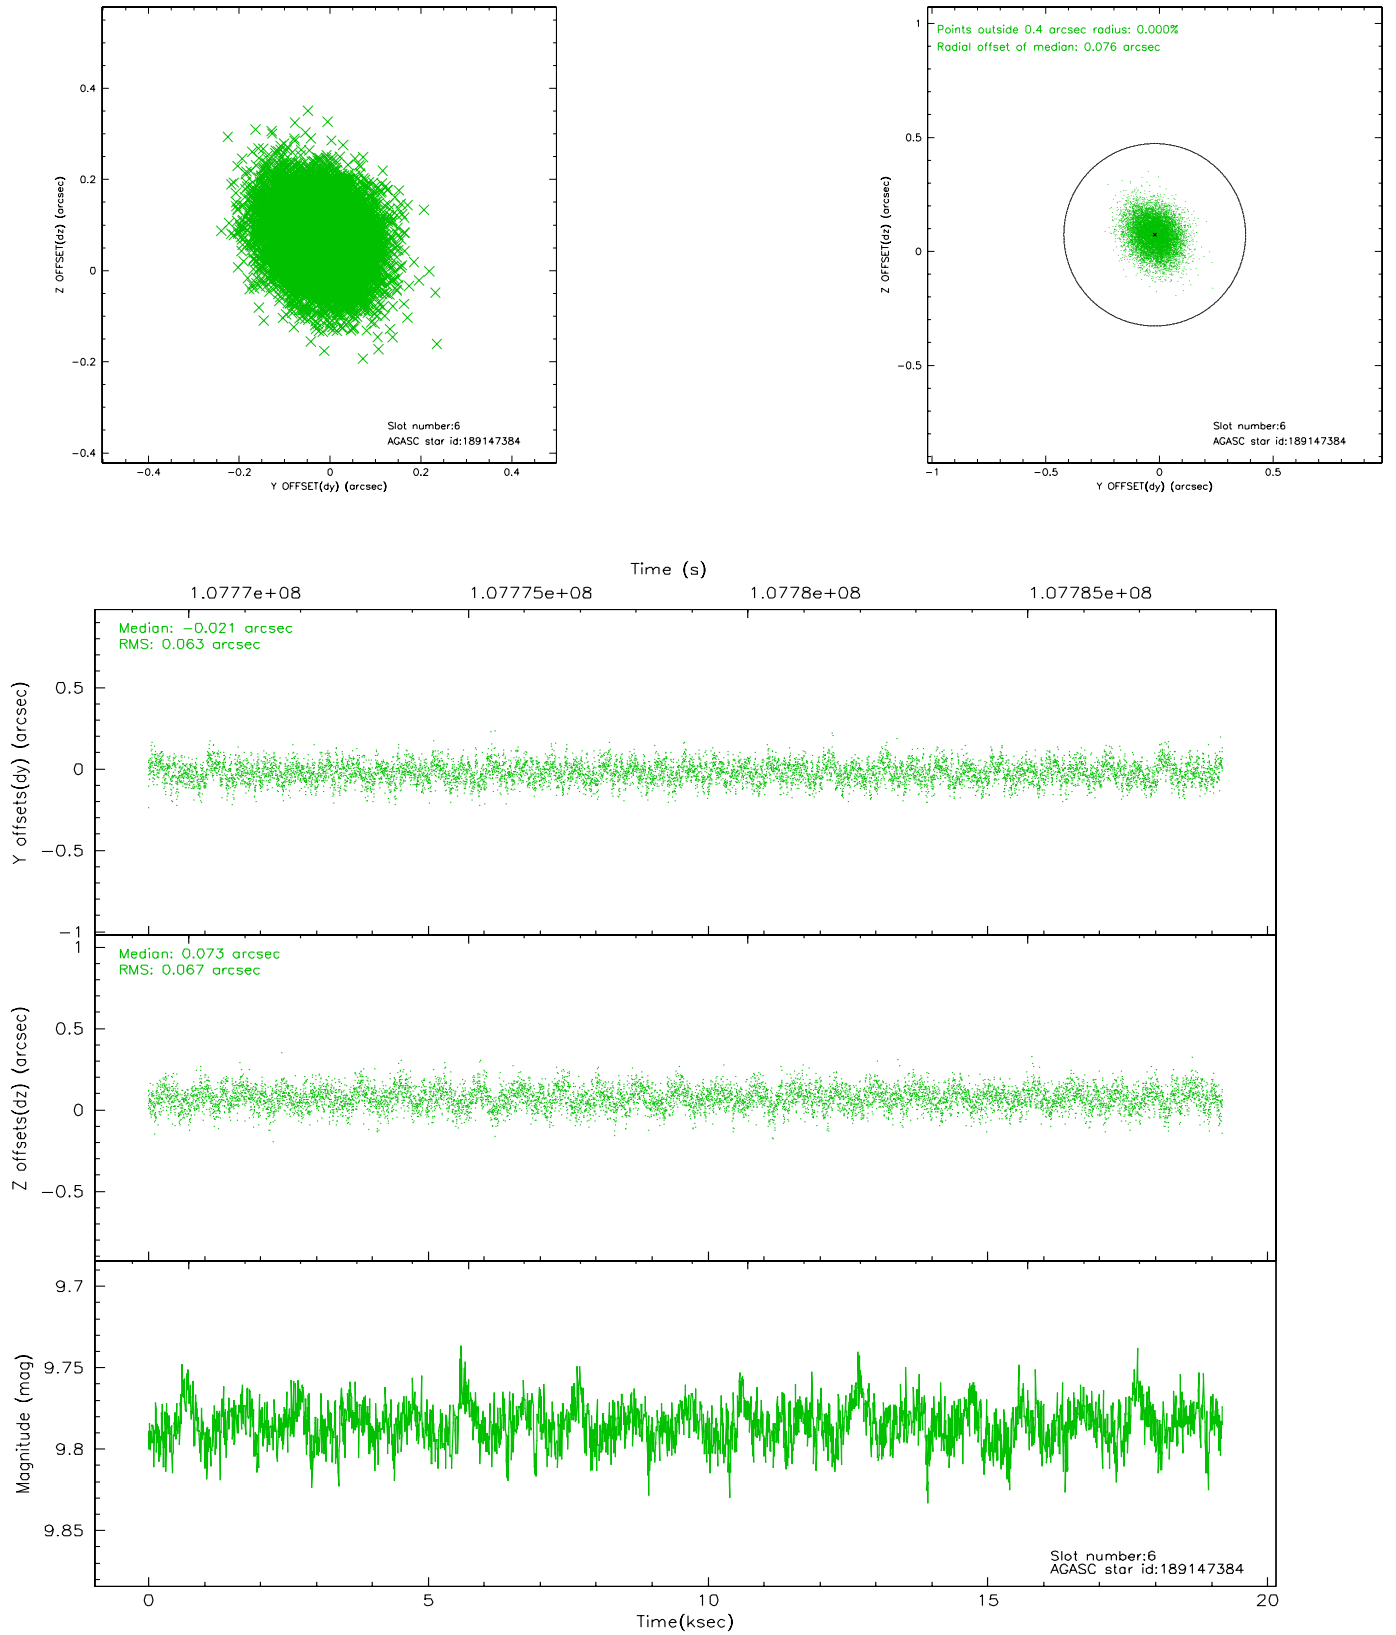 0.4
0.2
0
−0.2
−0.4
Z OFFSET(dz) (arcsec)
Slot number:6
AGASC star id:189147384
−0.4 −0.2 0 0.2 0.4
Y OFFSET(dy) (arcsec)
Points outside 0.4 arcsec radius: 0.000%
Radial offset of median: 0.076 arcsec
1
0.5
0
−0.5
Z OFFSET(dz) (arcsec)
Slot number:6
AGASC star id:189147384
−1 −0.5 0 0.5
Y OFFSET(dy) (arcsec)
Time (s)
1.0777e+08 1.07775e+08 1.0778e+08 1.07785e+08
Median: −0.021 arcsec
RMS: 0.063 arcsec
0.5
0
−0.5
−1
Y offsets(dy) (arcsec)
Median: 0.073 arcsec
RMS: 0.067 arcsec
1
0.5
0
−0.5
Z offsets(dz) (arcsec)
9.7
9.75
9.8
9.85
Magnitude (mag)
Slot number:6
AGASC star id:189147384
0 5 10 15 20
Time(ksec)